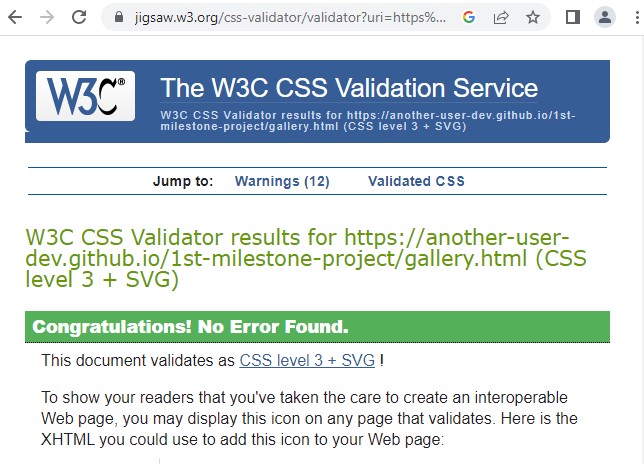 jigsaw.w3.org/css-validator/validator?uri=https%...
W3C®
The W3C CSS Validation Service
W3C CSS Validator results for https://another-user-dev.github.io/1st-
milestone-project/gallery.html (CSS level 3 + SVG)
Jump to: Warnings (12) Validated CSS
W3C CSS Validator results for https://another-user-
dev.github.io/1st-milestone-project/gallery.html (CSS
level 3 + SVG)
Congratulations! No Error Found.
This document validates as CSS level 3 + SVG !
To show your readers that you've taken the care to create an interoperable
Web page, you may display this icon on any page that validates. Here is the
XHTML you could use to add this icon to your Web page: